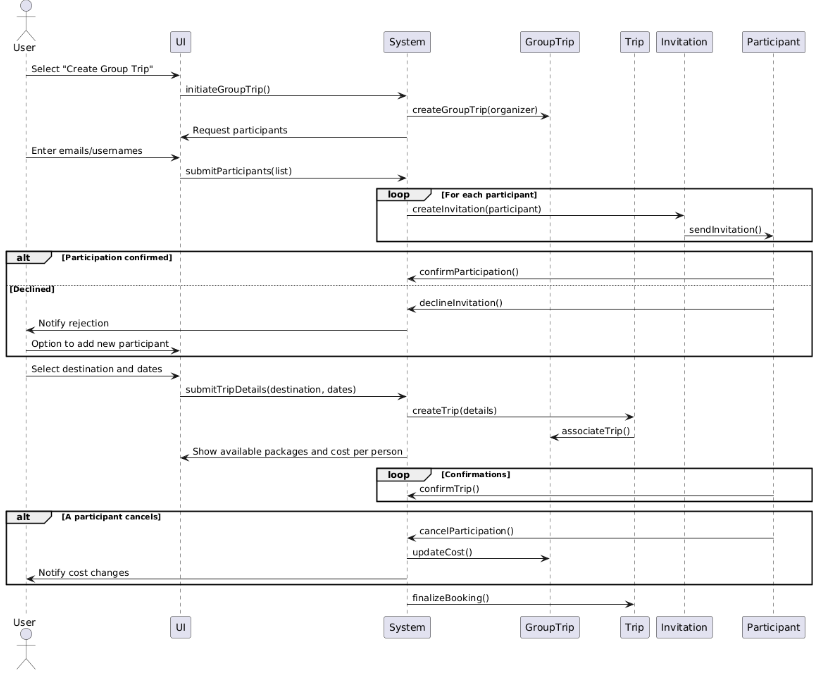 User
UI
System
GroupTrip
Trip
Invitation
Participant
Select "Create Group Trip"
initiateGroupTrip()
createGroupTrip(organizer)
Request participants
Enter emails/usernames
submitParticipants(list)
loop [For each participant]
createInvitation(participant)
sendInvitation()
alt [Participation confirmed]
confirmParticipation()
[Declined]
declineInvitation()
Notify rejection
Option to add new participant
Select destination and dates
submitTripDetails(destination, dates)
createTrip(details)
associateTrip()
Show available packages and cost per person
loop [Confirmations]
confirmTrip()
alt [A participant cancels]
cancelParticipation()
updateCost()
Notify cost changes
finalizeBooking()
User
UI
System
GroupTrip
Trip
Invitation
Participant